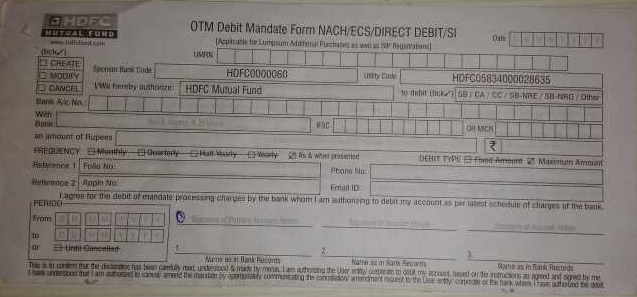 HDFC
MUTUAL FUND
www.hdfcfund.com
OTM Debit Mandate Form NACH/ECS/DIRECT DEBIT/SI
[Applicable for Lumpsum Additional Purchases as well as SIP Registrations]
Date D D M M Y Y Y Y
UMRN
(tick✓)
CREATE
MODIFY
CANCEL
Sponsor Bank Code HDFC0000060 Utility Code HDFC05834000028635
I/We hereby authorize: HDFC Mutual Fund to debit (tick✓) SB / CA / CC / SB-NRE / SB-NRO / Other
Bank A/c No.:
With Bank Bank Name & Branch IFSC OR MICR
an amount of Rupees ₹
FREQUENCY Monthly Quarterly Half Yearly Yearly As & when presented DEBIT TYPE Fixed Amount Maximum Amount
Reference 1 Folio No: Phone No:
Reference 2 Appln No: Email ID:
I agree for the debit of mandate processing charges by the bank whom I am authorizing to debit my account as per latest schedule of charges of the bank.
PERIOD
From D D M M Y Y Y Y
to D D M M Y Y Y Y
or Until Cancelled
Signature of Primary Account Holder Signature of Account Holder Signature of Account Holder
1. 2. 3.
Name as in Bank Records Name as in Bank Records Name as in Bank Records
This is to confirm that the declaration has been carefully read, understood & made by me/us. I am authorizing the User entity/ corporate to debit my account, based on the instructions as agreed and signed by me.
I have understood that I am authorized to cancel/ amend the mandate by appropriately communicating the cancellation/ amendment request to the User entity/ corporate or the bank where I have authorized the debit.